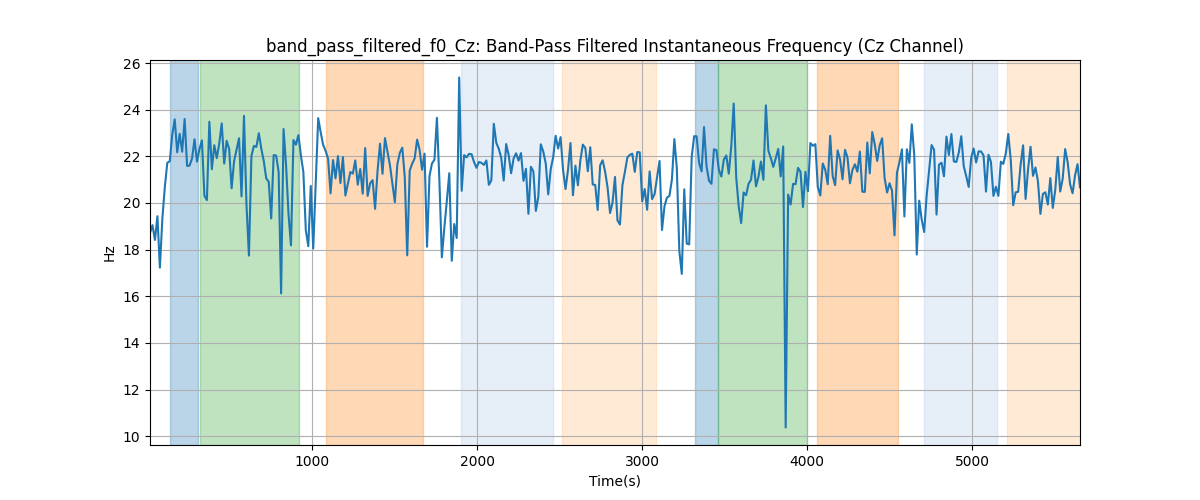 band_pass_filtered_f0_Cz: Band-Pass Filtered Instantaneous Frequency (Cz Channel)
26
24
22
20
18
16
14
12
10
Hz
1000 2000 3000 4000 5000
Time(s)